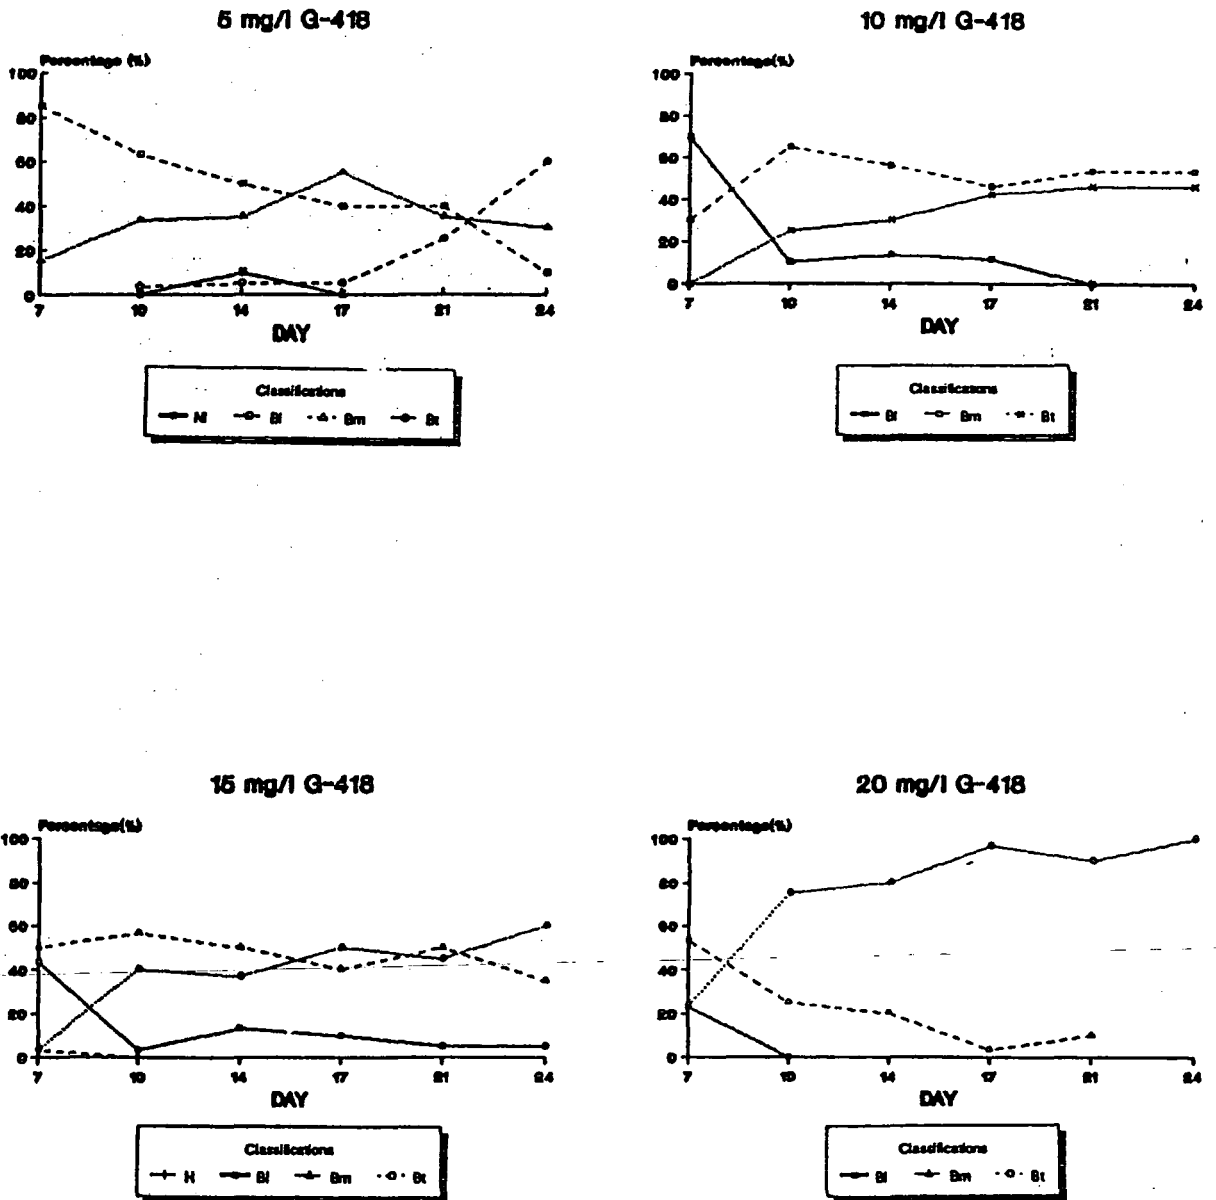 5 mg/l G-418
Percentage (%)
100
80
60
40
20
0
7 10 14 17 21 24
DAY
Classifications
Nl Bl Bm Bt
10 mg/l G-418
Percentage(%)
100
80
60
40
20
0
7 10 14 17 21 24
DAY
Classifications
Bl Bm Bt
15 mg/l G-418
Percentage(%)
100
80
60
40
20
0
7 10 14 17 21 24
DAY
Classifications
Bl Bm Bt
20 mg/l G-418
Percentage(%)
100
80
60
40
20
0
7 10 14 17 21 24
DAY
Classifications
Bl Bm Bt